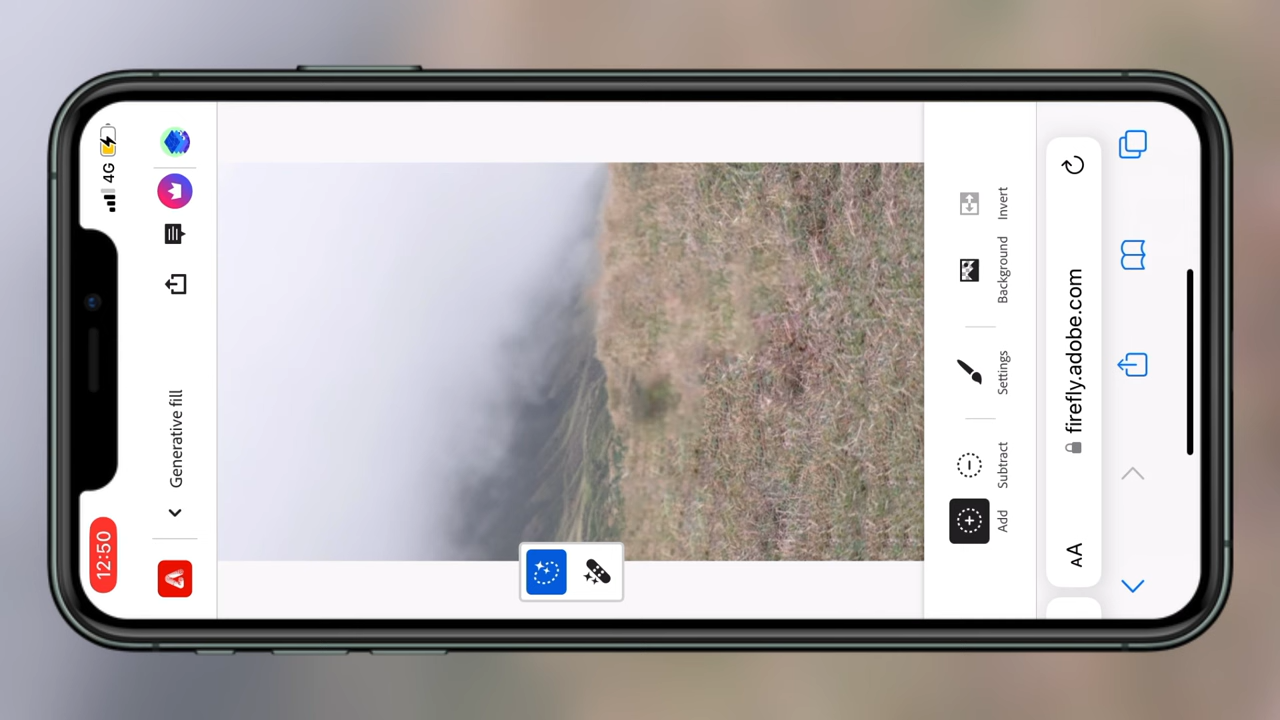 12:50
4G
Generative fill
Add
Subtract
Settings
Background
Invert
AA
firefly.adobe.com